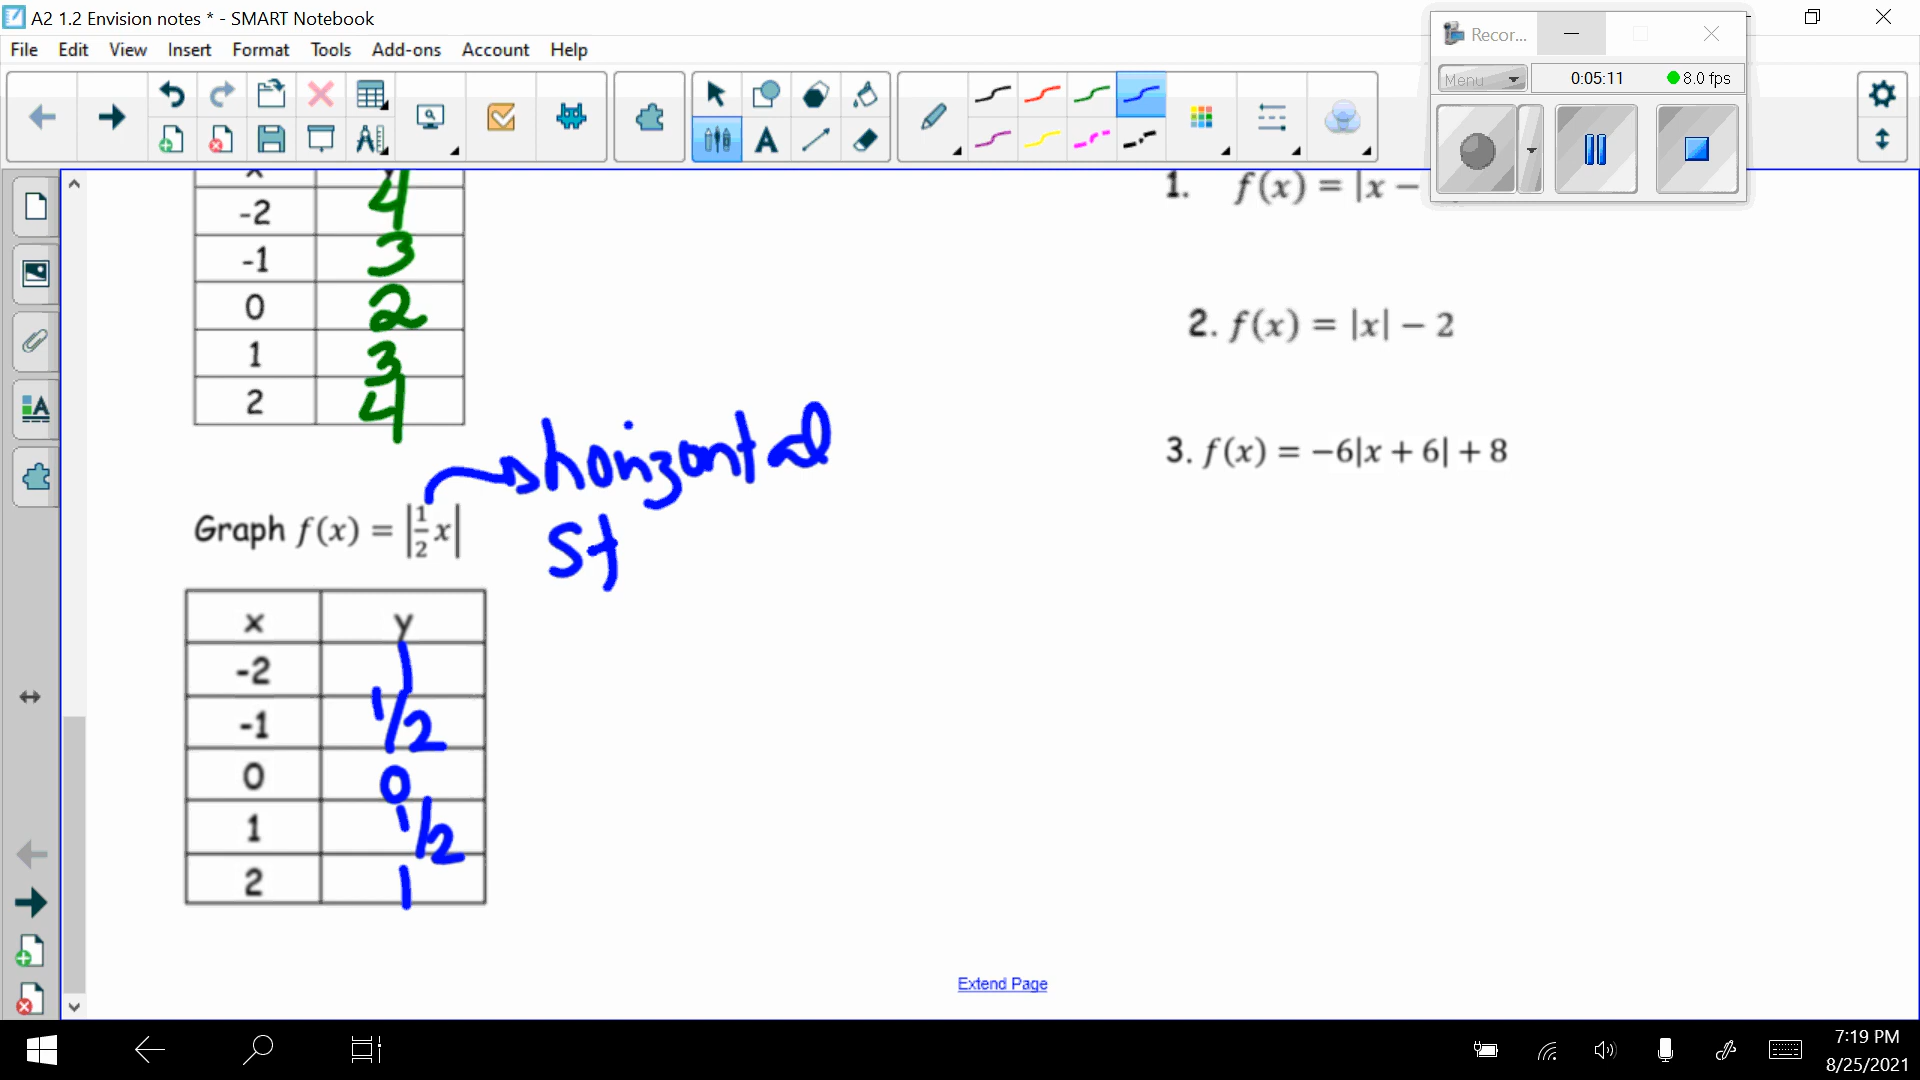 A2 1.2 Envision notes * - SMART Notebook
File Edit View Insert Format Tools Add-ons Account Help
Recor...
Menu 0:05:11 8.0 fps
4
-2
-1 3
0 2
1 3
2 4
horizontal
st
Graph f(x) = |1/2 x|
x y
-2 1
-1 1/2
0 0
1 1/2
2 1
1. f(x) = |x −
2. f(x) = |x| − 2
3. f(x) = −6|x + 6| + 8
Extend Page
7:19 PM
8/25/2021